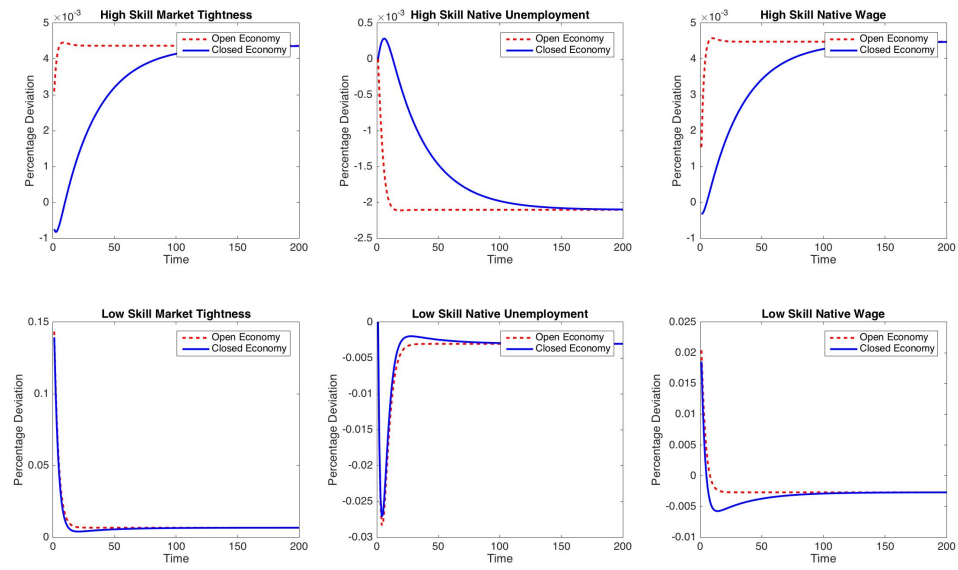 High Skill Market Tightness
×10⁻³
5
4
3
2
1
0
-1
0 50 100 150 200
Time
Percentage Deviation
Open Economy
Closed Economy
High Skill Native Unemployment
×10⁻³
0.5
0
-0.5
-1
-1.5
-2
-2.5
0 50 100 150 200
Time
Percentage Deviation
Open Economy
Closed Economy
High Skill Native Wage
×10⁻³
5
4
3
2
1
0
-1
0 50 100 150 200
Time
Percentage Deviation
Open Economy
Closed Economy
Low Skill Market Tightness
0.15
0.1
0.05
0
0 50 100 150 200
Time
Percentage Deviation
Open Economy
Closed Economy
Low Skill Native Unemployment
0
-0.005
-0.01
-0.015
-0.02
-0.025
-0.03
0 50 100 150 200
Time
Percentage Deviation
Open Economy
Closed Economy
Low Skill Native Wage
0.025
0.02
0.015
0.01
0.005
0
-0.005
-0.01
0 50 100 150 200
Time
Percentage Deviation
Open Economy
Closed Economy